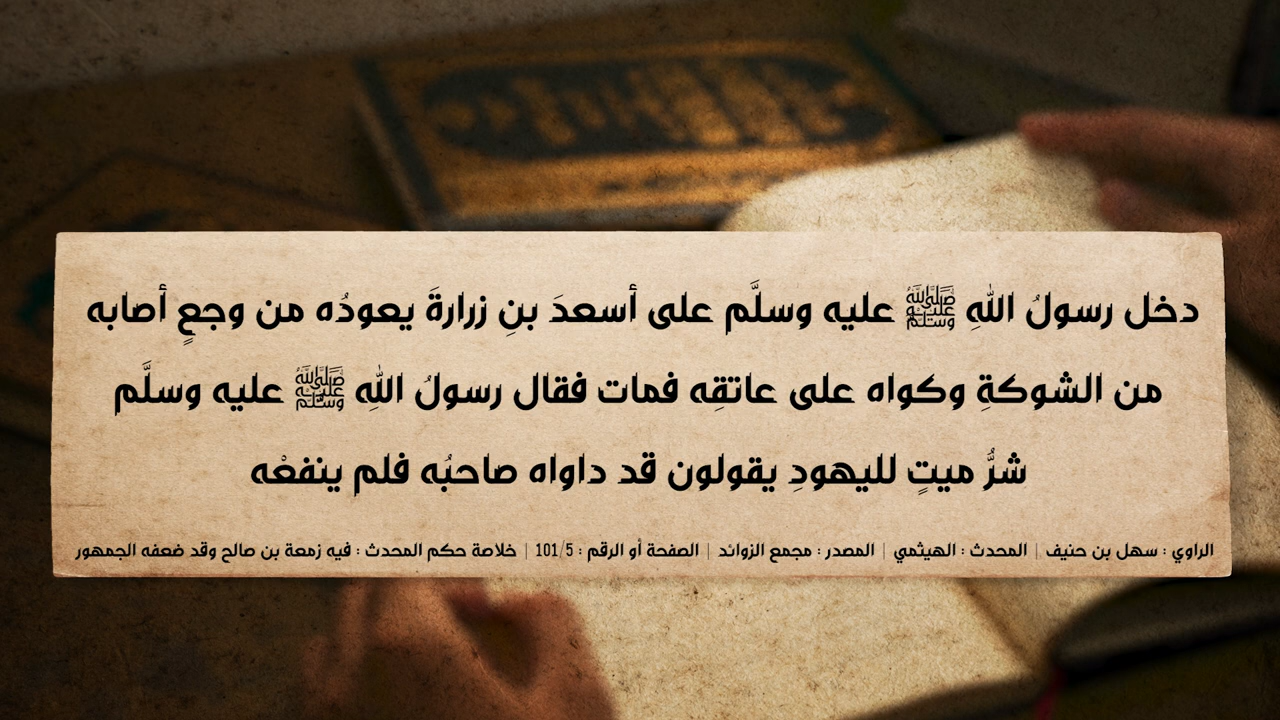 دخل رسولُ اللهِ ﷺ عليه وسلَّم على أسعدَ بنِ زرارةَ يعودُه من وجعٍ أصابه
من الشوكةِ وكواه على عاتقِه فمات فقال رسولُ اللهِ ﷺ عليه وسلَّم
شرُّ ميتٍ لليهودِ يقولون قد داواه صاحبُه فلم ينفعْه
الراوي : سهل بن حنيف | المحدث : الهيثمي | المصدر : مجمع الزوائد | الصفحة أو الرقم : 101/5 | خلاصة حكم المحدث : فيه زمعة بن صالح وقد ضعفه الجمهور